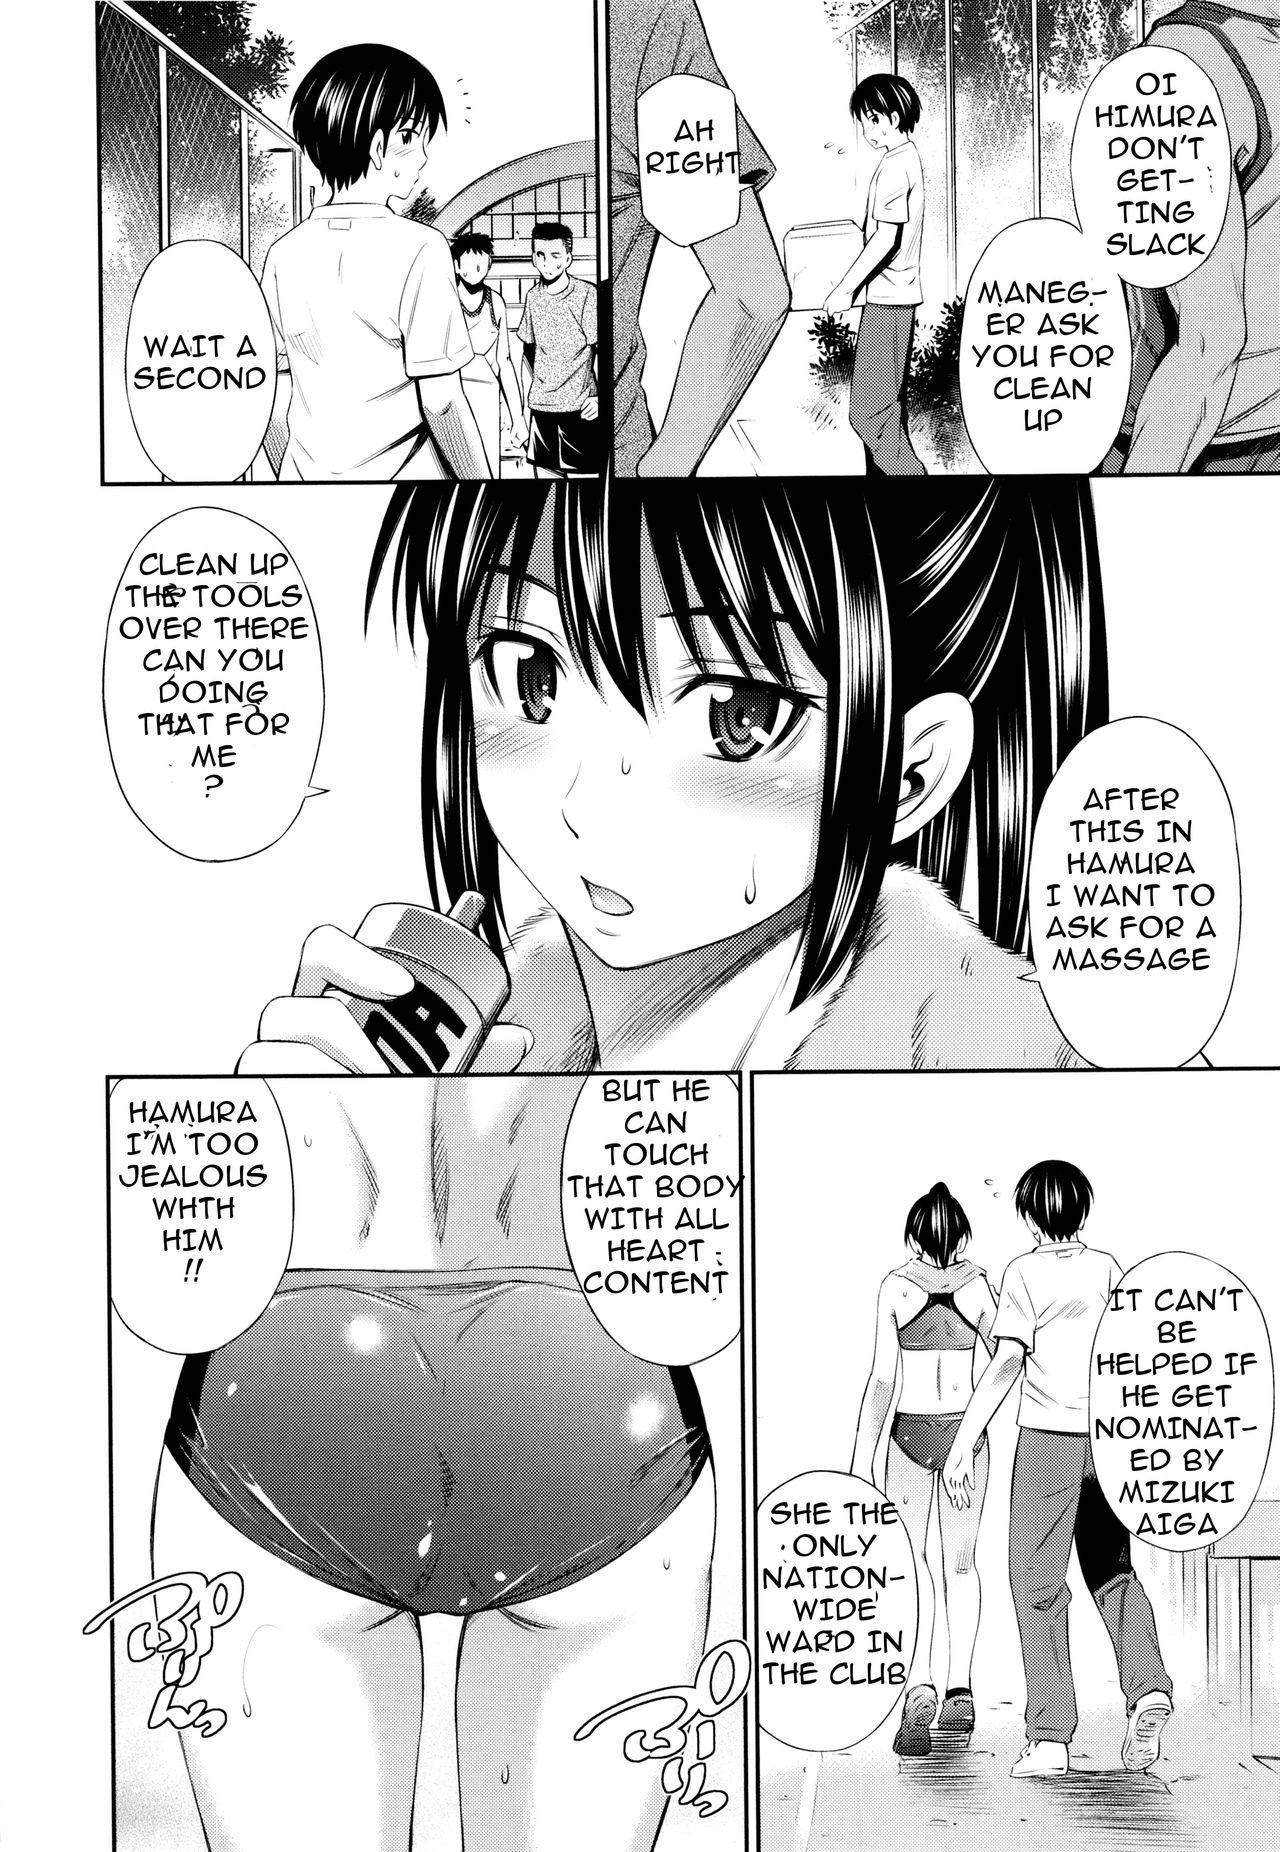 OI
HIMURA
DON'T
GET-
TING
SLACK
MANEG-
ER ASK
YOU FOR
CLEAN
UP
AH
RIGHT
WAIT A
SECOND
AFTER
THIS IN
HAMURA
I WANT TO
ASK FOR A
MASSAGE
CLEAN UP
THE TOOLS
OVER THERE
CAN YOU
DOING
THAT FOR
ME
?
IT CAN'T
BE
HELPED IF
HE GET
NOMINAT-
ED BY
MIZUKI
AIGA
SHE THE
ONLY
NATION-
WIDE
WARD IN
THE CLUB
BUT HE
CAN
TOUCH
THAT BODY
WITH ALL
HEART
CONTENT
HAMURA
I'M TOO
JEALOUS
WHTH
HIM
!!